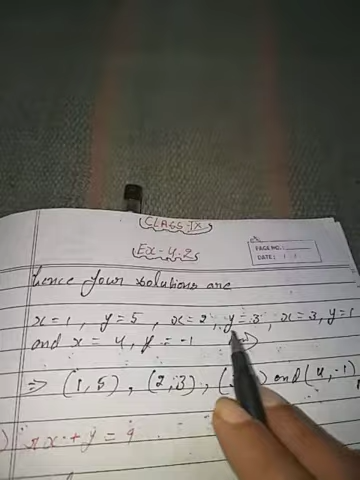 CLASS-IX
Ex-4.2
PAGE NO.:
DATE: / /
Hence four solutions are
x=1, y=5, x=2, y=3, x=3, y=1
and x=4, y=-1
⇒ (1,5), (2,3), ( ) and (4,-1)
πx+y=9